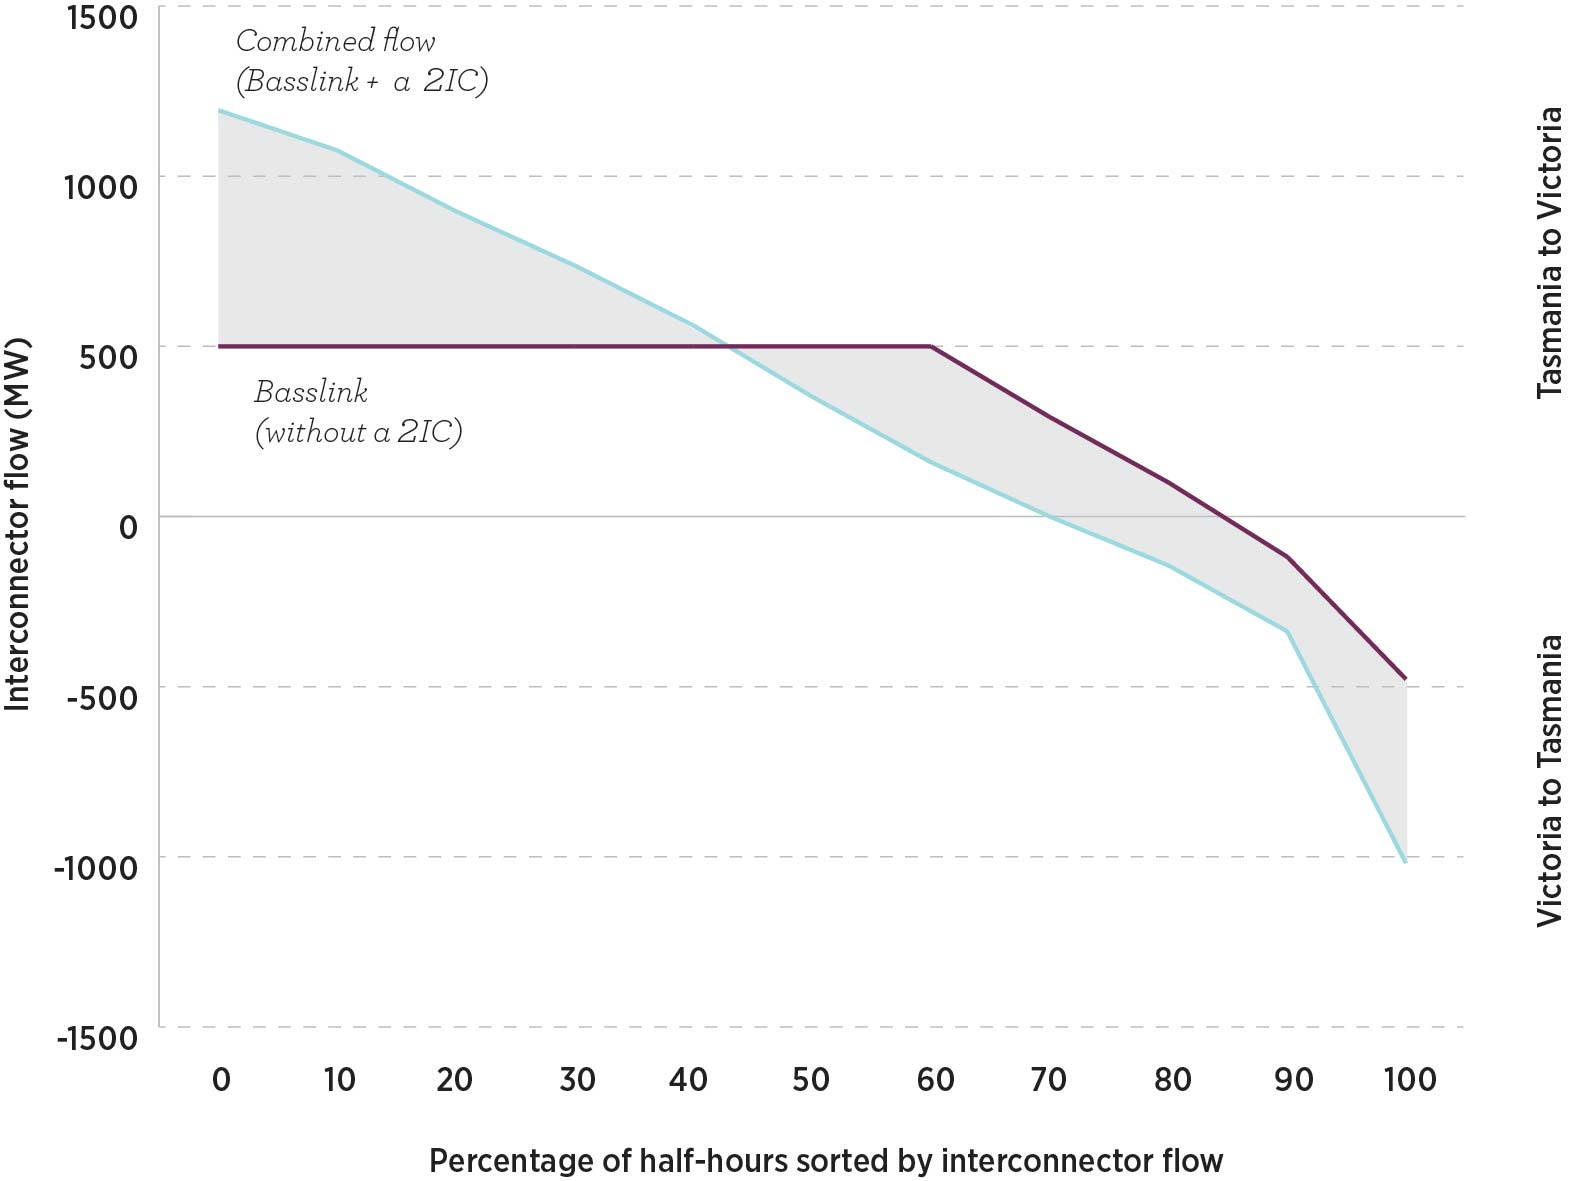 1500
1000
500
0
-500
-1000
-1500
Interconnector flow (MW)
Combined flow
(Basslink + a 2IC)
Basslink
(without a 2IC)
Tasmania to Victoria
Victoria to Tasmania
0 10 20 30 40 50 60 70 80 90 100
Percentage of half-hours sorted by interconnector flow